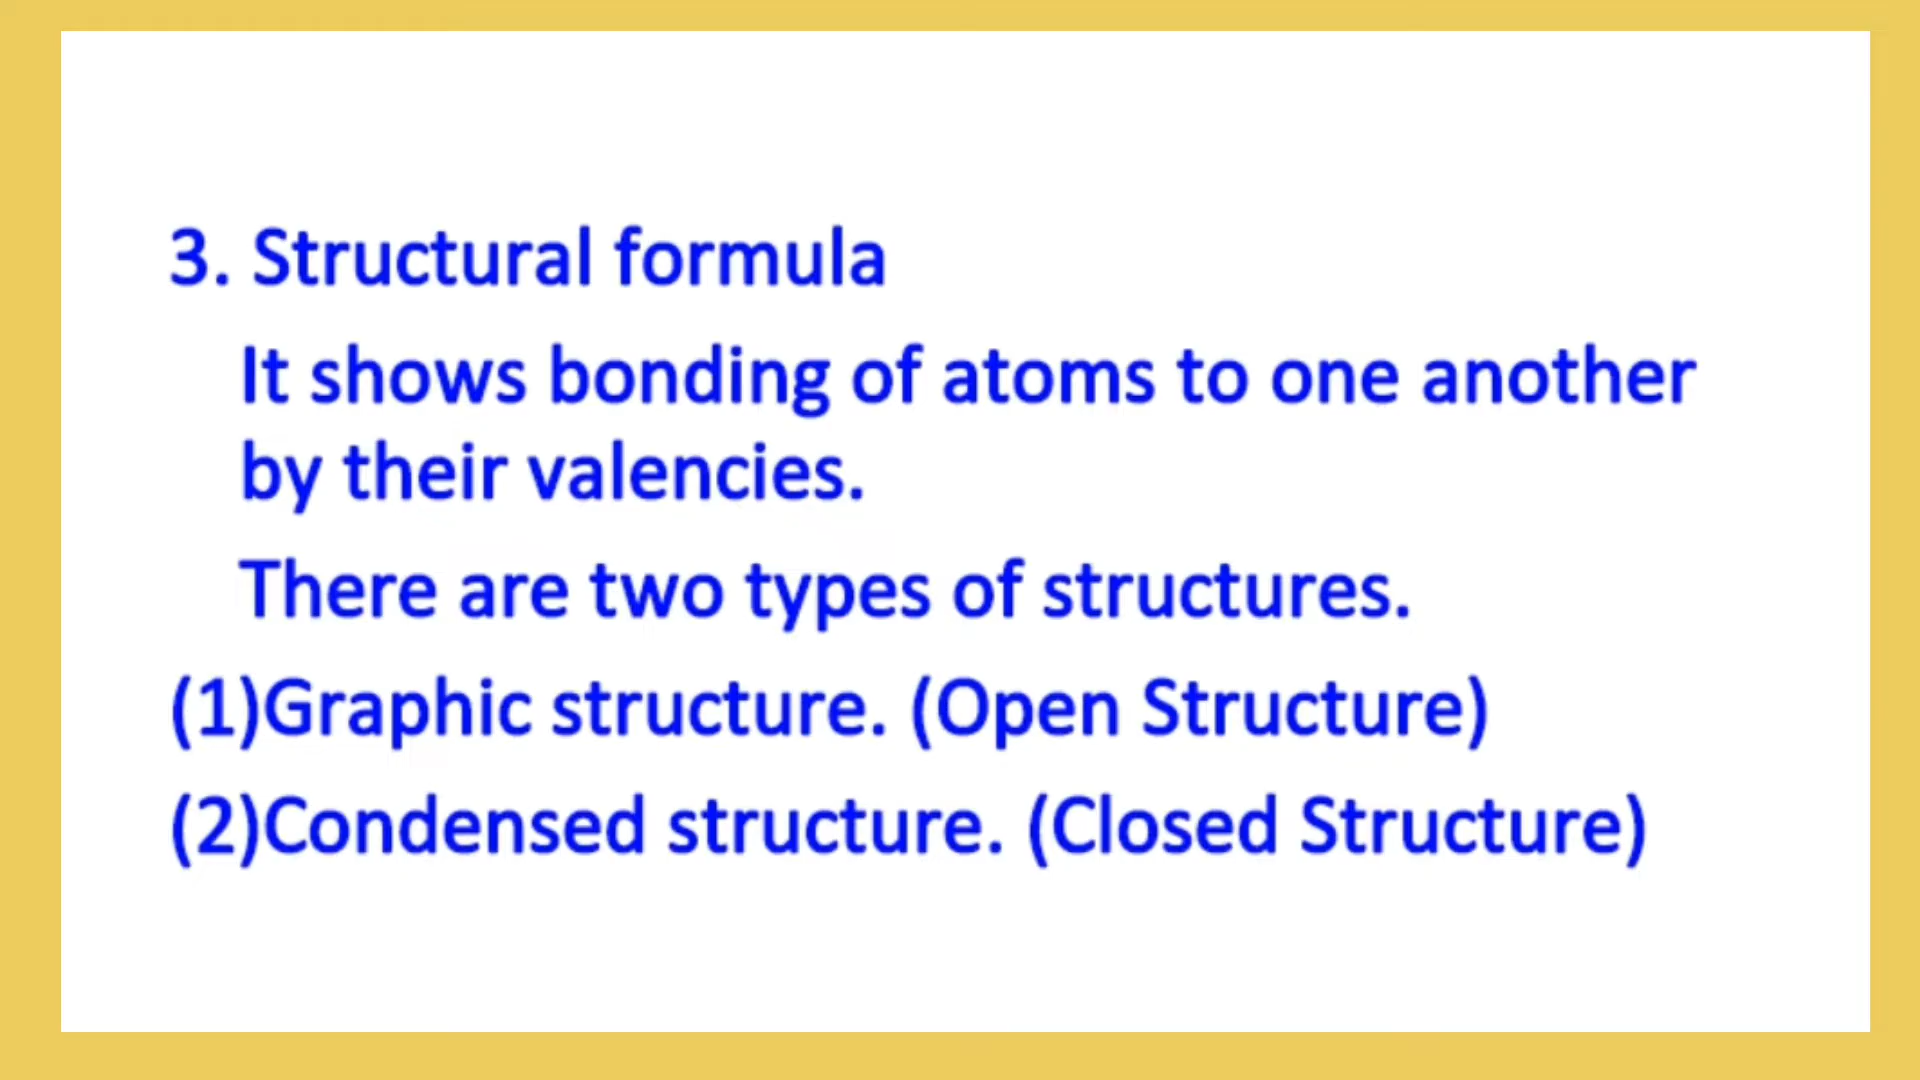 3. Structural formula
It shows bonding of atoms to one another
by their valencies.
There are two types of structures.
(1)Graphic structure. (Open Structure)
(2)Condensed structure. (Closed Structure)